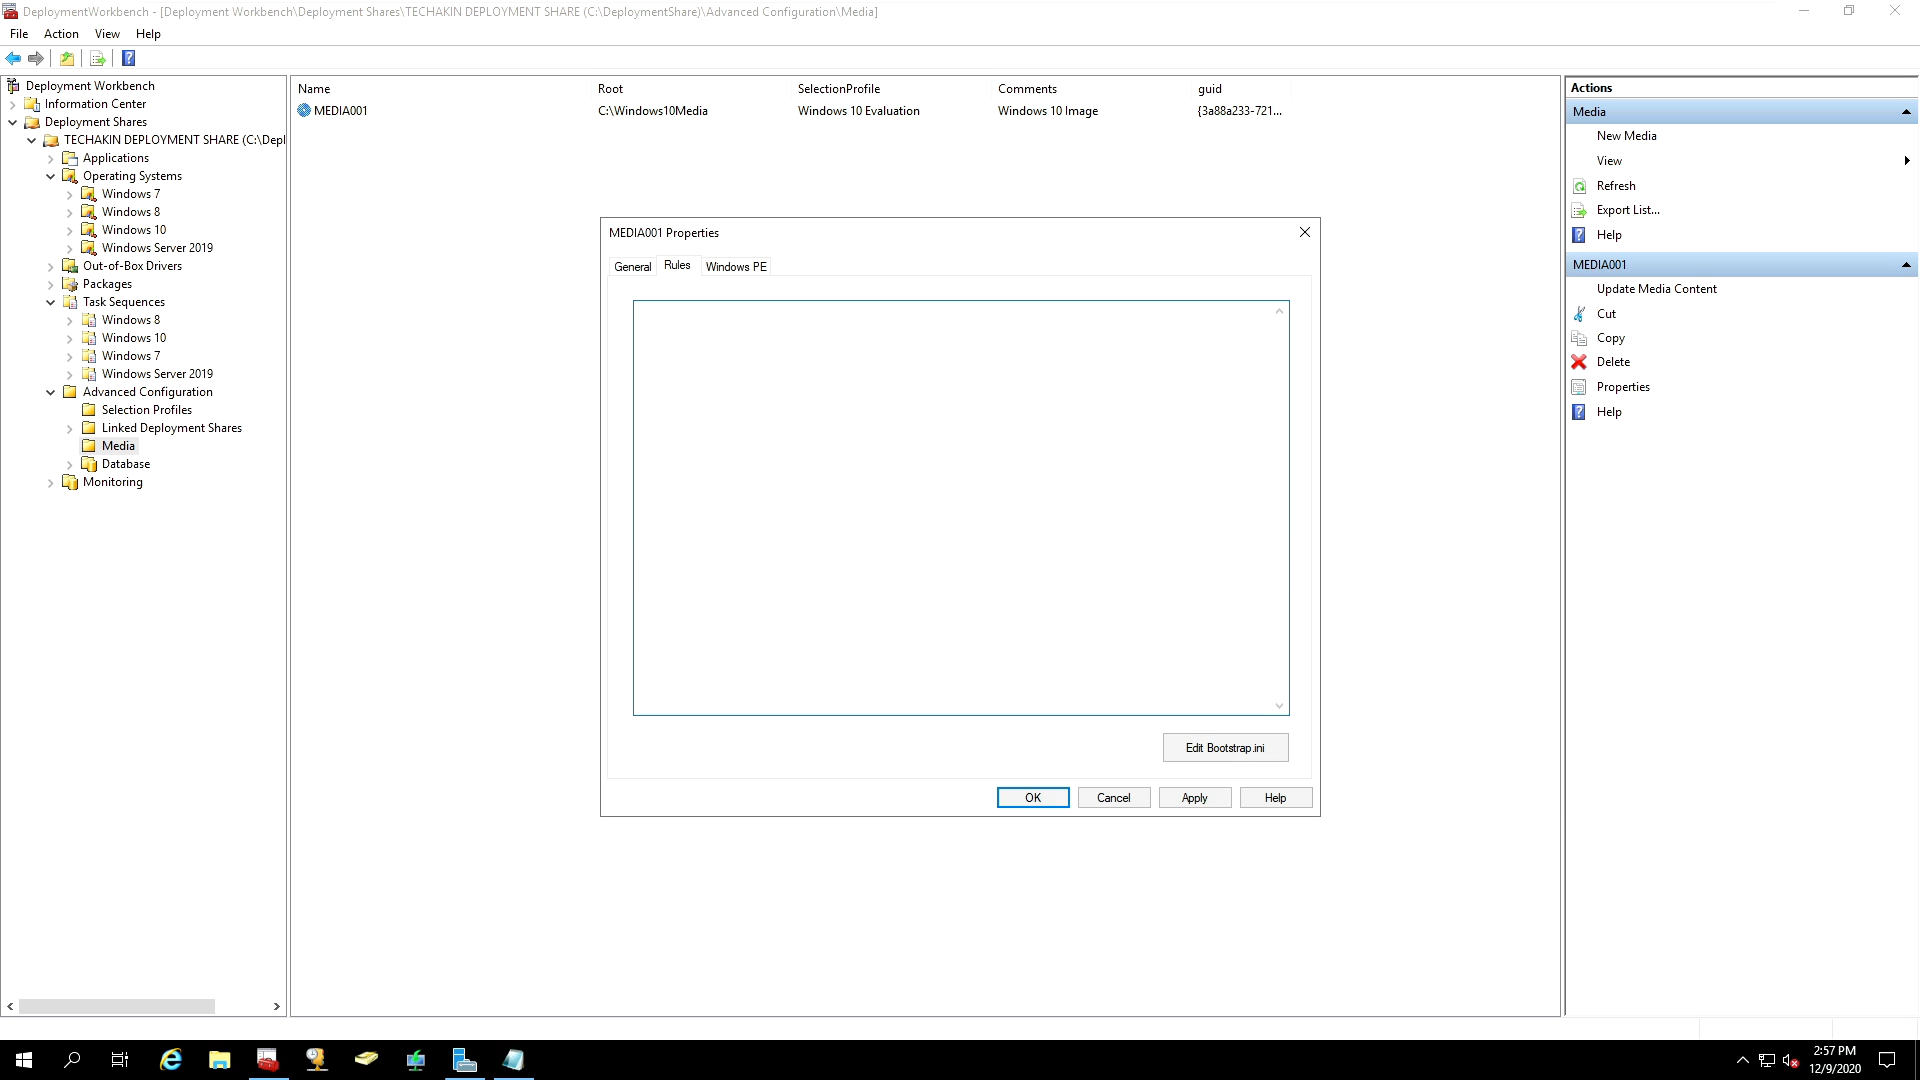 DeploymentWorkbench - [Deployment Workbench\Deployment Shares\TECHAKIN DEPLOYMENT SHARE (C:\DeploymentShare)\Advanced Configuration\Media]
File Action View Help
Deployment Workbench
Information Center
Deployment Shares
TECHAKIN DEPLOYMENT SHARE (C:\Depl
Applications
Operating Systems
Windows 7
Windows 8
Windows 10
Windows Server 2019
Out-of-Box Drivers
Packages
Task Sequences
Windows 8
Windows 10
Windows 7
Windows Server 2019
Advanced Configuration
Selection Profiles
Linked Deployment Shares
Media
Database
Monitoring
Name Root SelectionProfile Comments guid
MEDIA001 C:\Windows10Media Windows 10 Evaluation Windows 10 Image {3a88a233-721...
MEDIA001 Properties
General Rules Windows PE
Edit Bootstrap.ini
OK Cancel Apply Help
Actions
Media
New Media
View
Refresh
Export List...
Help
MEDIA001
Update Media Content
Cut
Copy
Delete
Properties
Help
2:57 PM
12/9/2020